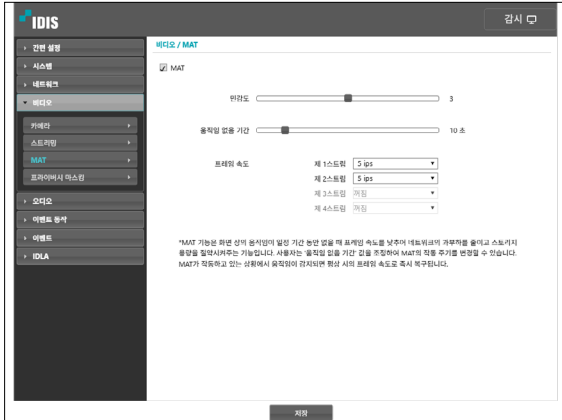 IDIS
감시
간편 설정
시스템
네트워크
비디오
카메라
스트리밍
MAT
프라이버시 마스킹
오디오
이벤트 동작
이벤트
IDLA
비디오 / MAT
MAT
민감도 3
움직임 없음 기간 10 초
프레임 속도 제 1스트림 5 ips
제 2스트림 5 ips
제 3스트림 꺼짐
제 4스트림 꺼짐
*MAT 기능은 화면 상의 움직임이 일정 기간 동안 없을 때 프레임 속도를 낮추어 네트워크의 과부하를 줄이고 스토리지
용량을 절약시켜주는 기능입니다. 사용자는 '움직임 없음 기간' 값을 조정하여 MAT의 작동 주기를 변경할 수 있습니다.
MAT가 작동하고 있는 상황에서 움직임이 감지되면 평상 시의 프레임 속도로 즉시 복구됩니다.
저장